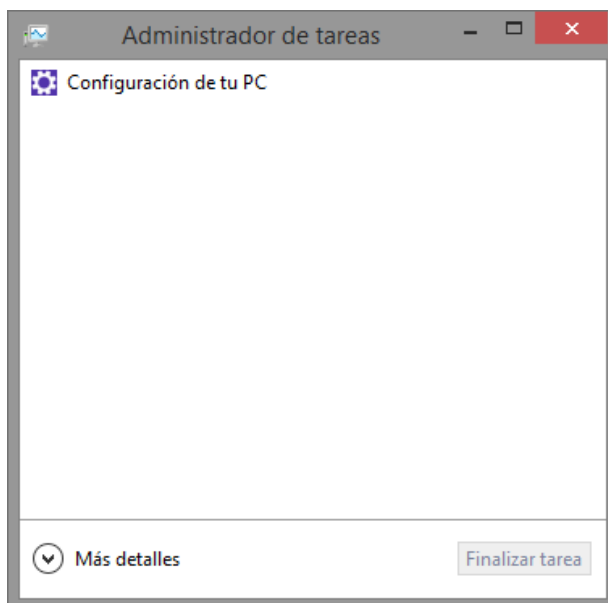 Administrador de tareas
Configuración de tu PC
Más detalles
Finalizar tarea